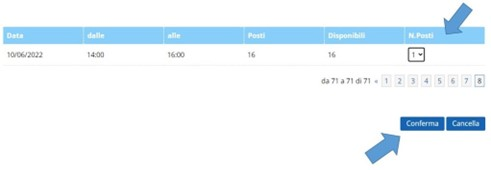 Data dalle alle Posti Disponibili N.Posti
10/06/2022 14:00 16:00 16 16 1
da 71 a 71 di 71 « 1 2 3 4 5 6 7 8
Conferma Cancella